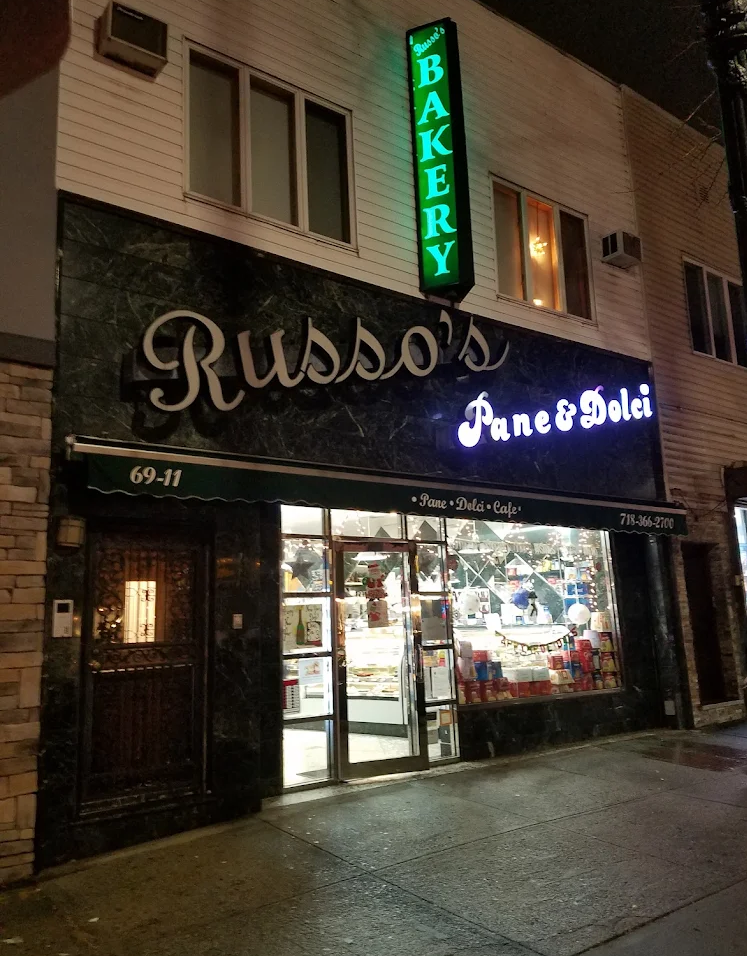 Russo's
BAKERY
Russo's
Pane & Dolci
69-11
• Pane • Dolci • Cafe •
718-366-2700